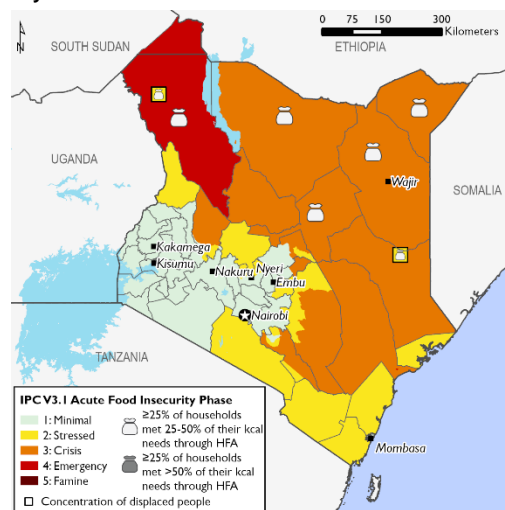 0 75 150 300
Kilometers
N
SOUTH SUDAN
ETHIOPIA
UGANDA
Wajir
SOMALIA
Kakamega
Kisumu
Nakuru
Nyeri
Embu
Nairobi
TANZANIA
Mombasa
IPC V3.1 Acute Food Insecurity Phase
1: Minimal
2: Stressed
3: Crisis
4: Emergency
5: Famine
≥25% of households
met 25-50% of their kcal
needs through HFA
≥25% of households
met >50% of their kcal
needs through HFA
Concentration of displaced people